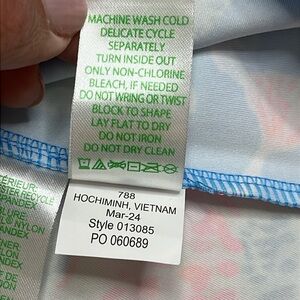 MACHINE WASH COLD
DELICATE CYCLE
SEPARATELY
TURN INSIDE OUT
ONLY NON-CHLORINE
BLEACH, IF NEEDED
DO NOT WRING OR TWIST
BLOCK TO SHAPE
LAY FLAT TO DRY
DO NOT IRON
DO NOT DRY CLEAN
788
HOCHIMINH, VIETNAM
Mar-24
Style 013085
PO 060689